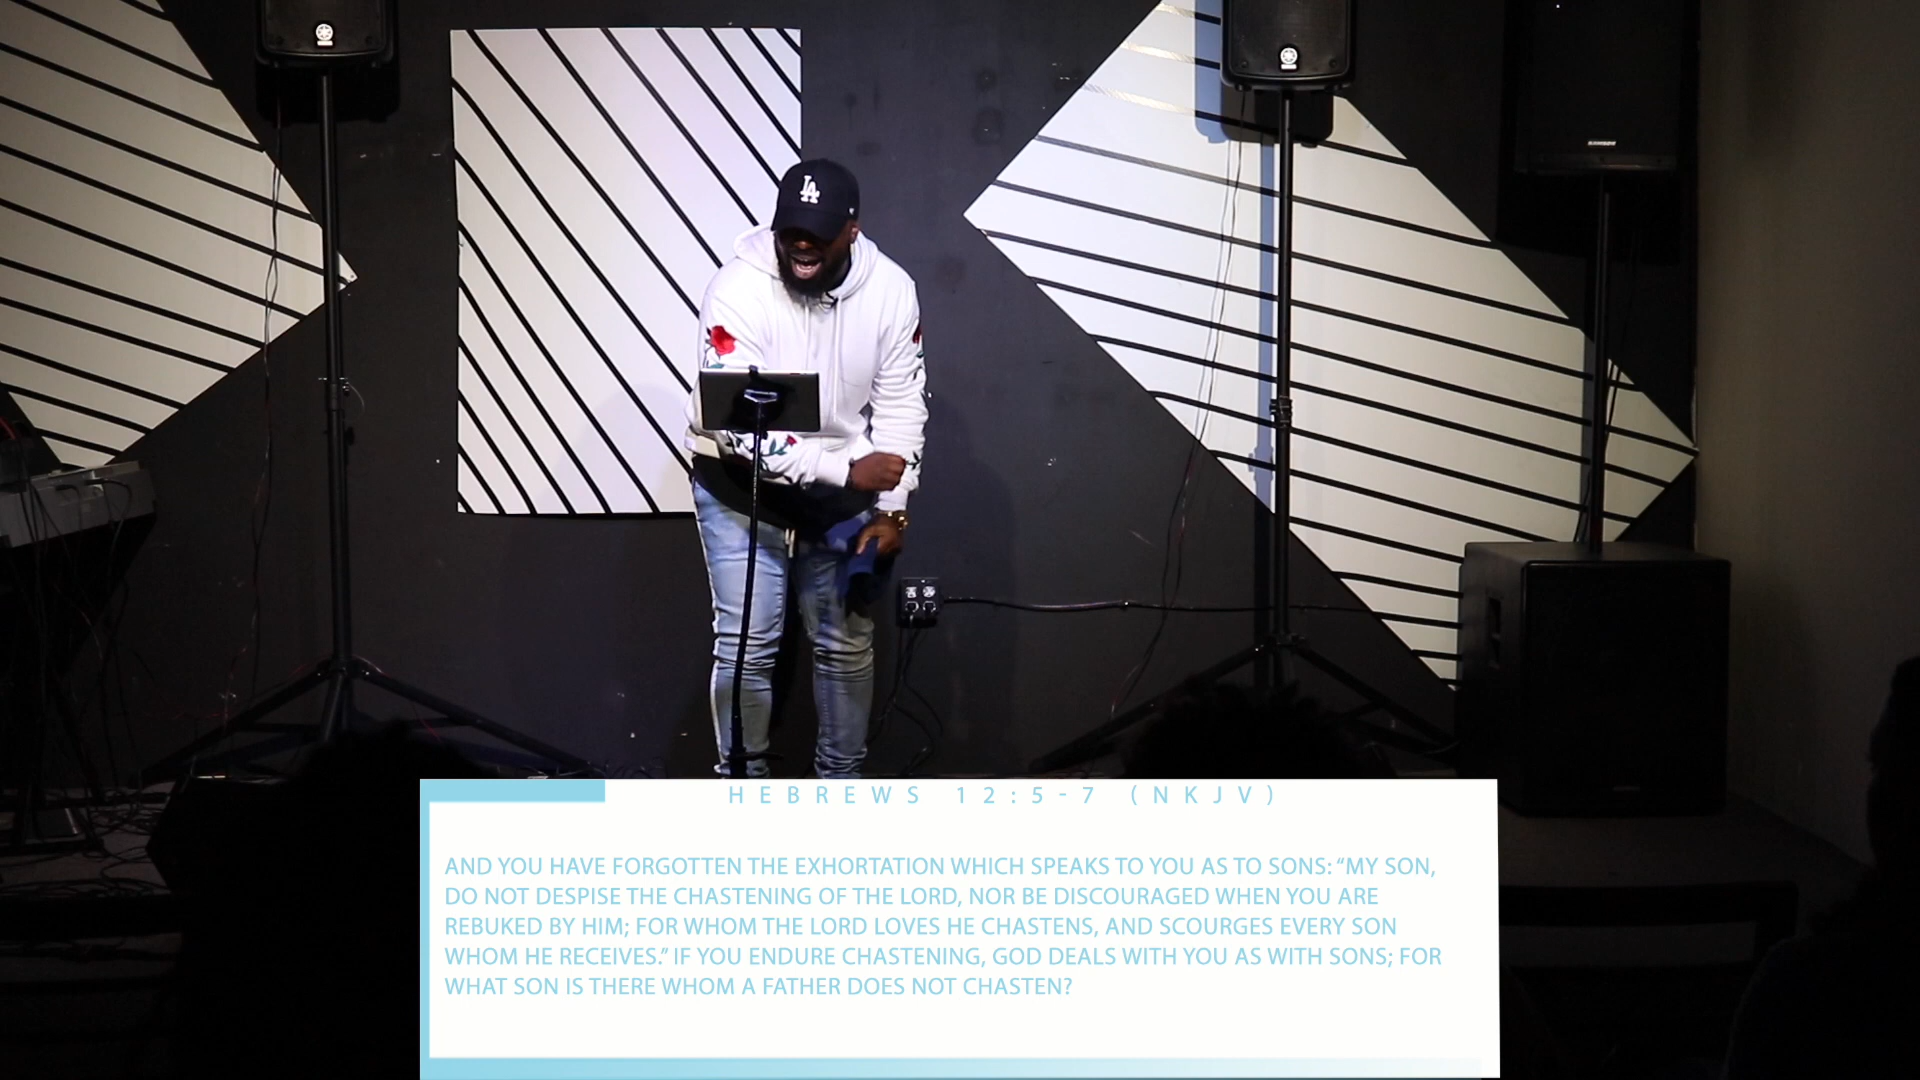 LA
SAMSON
HEBREWS 12:5-7 (NKJV)
AND YOU HAVE FORGOTTEN THE EXHORTATION WHICH SPEAKS TO YOU AS TO SONS: “MY SON,
DO NOT DESPISE THE CHASTENING OF THE LORD, NOR BE DISCOURAGED WHEN YOU ARE
REBUKED BY HIM; FOR WHOM THE LORD LOVES HE CHASTENS, AND SCOURGES EVERY SON
WHOM HE RECEIVES.” IF YOU ENDURE CHASTENING, GOD DEALS WITH YOU AS WITH SONS; FOR
WHAT SON IS THERE WHOM A FATHER DOES NOT CHASTEN?